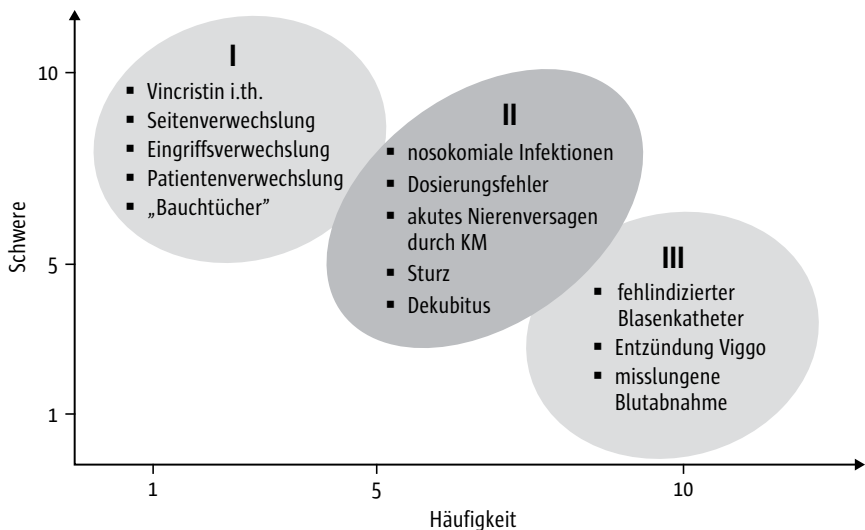 Schwere
10
5
1
I
▪ Vincristin i.th.
▪ Seitenverwechslung
▪ Eingriffsverwechslung
▪ Patientenverwechslung
▪ „Bauchtücher”
II
▪ nosokomiale Infektionen
▪ Dosierungsfehler
▪ akutes Nierenversagen
durch KM
▪ Sturz
▪ Dekubitus
III
▪ fehlindizierter
Blasenkatheter
▪ Entzündung Viggo
▪ misslungene
Blutabnahme
1
5
10
Häufigkeit